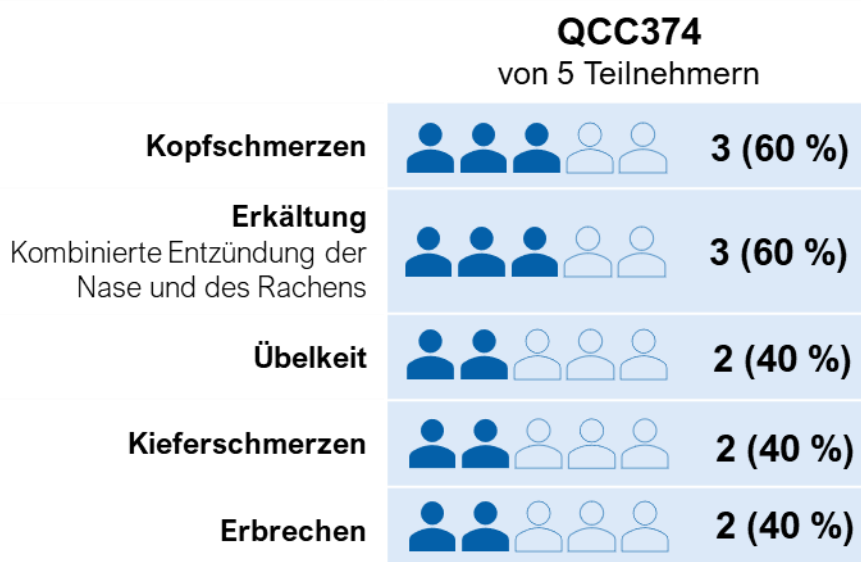 QCC374
von 5 Teilnehmern
Kopfschmerzen
3 (60 %)
Erkältung
Kombinierte Entzündung der
Nase und des Rachens
3 (60 %)
Übelkeit
2 (40 %)
Kieferschmerzen
2 (40 %)
Erbrechen
2 (40 %)